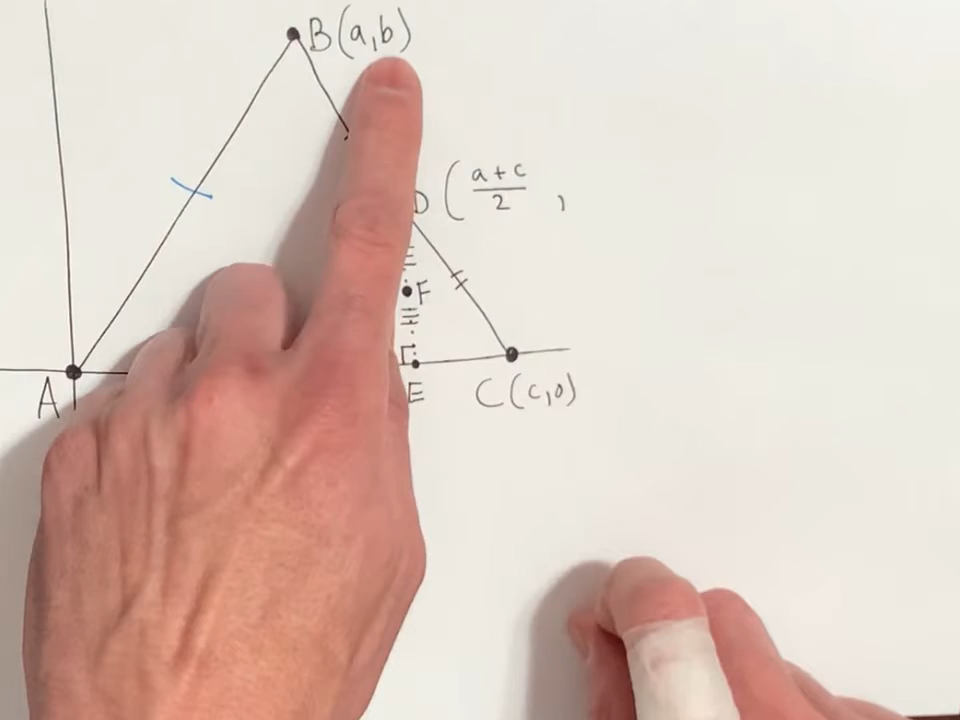 B(a,b)
D ( a+c / 2 ,
F
A
E
C(c,0)